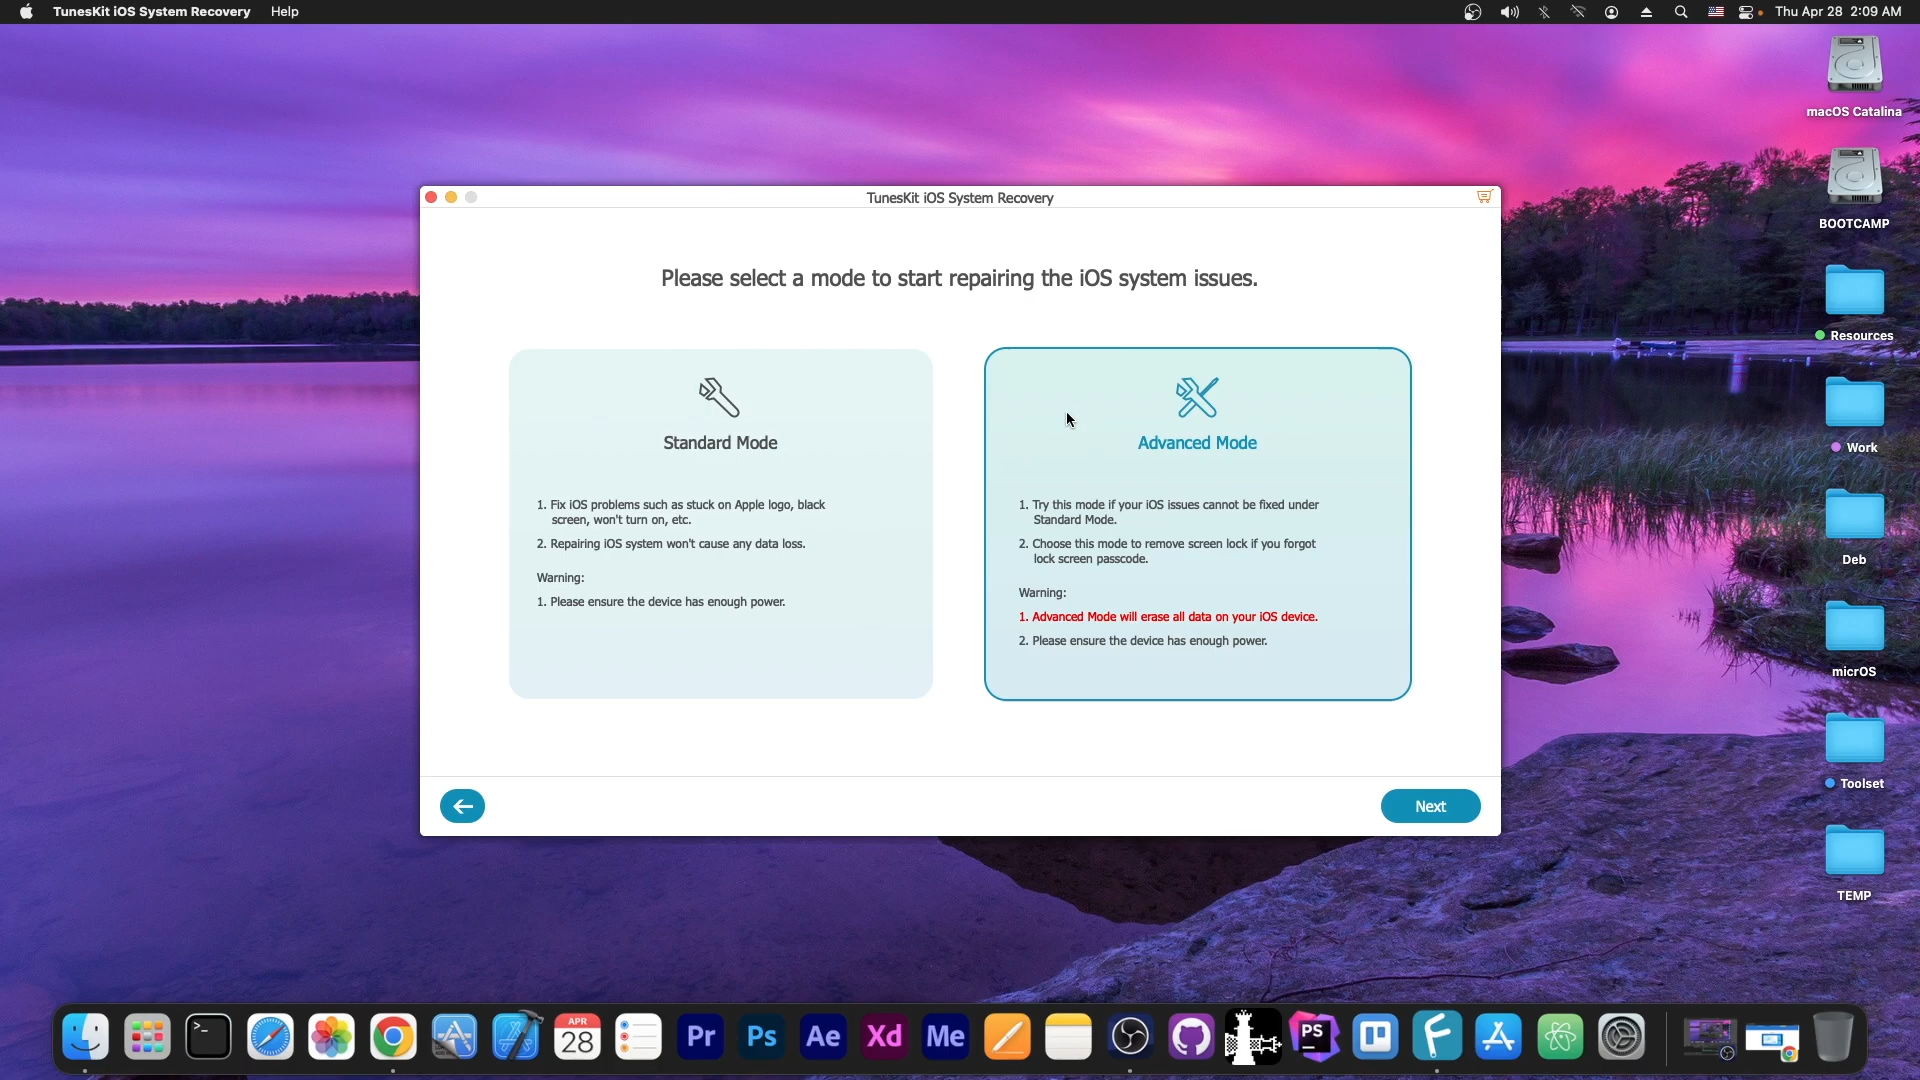 TunesKit iOS System Recovery Help
Thu Apr 28 2:09 AM
macOS Catalina
BOOTCAMP
Resources
Work
Deb
micrOS
Toolset
TEMP
TunesKit iOS System Recovery
Please select a mode to start repairing the iOS system issues.
Standard Mode
1. Fix iOS problems such as stuck on Apple logo, black
screen, won't turn on, etc.
2. Repairing iOS system won't cause any data loss.
Warning:
1. Please ensure the device has enough power.
Advanced Mode
1. Try this mode if your iOS issues cannot be fixed under
Standard Mode.
2. Choose this mode to remove screen lock if you forgot
lock screen passcode.
Warning:
1. Advanced Mode will erase all data on your iOS device.
2. Please ensure the device has enough power.
Next
>_
APR
28
Pr
Ps
Ae
Xd
Me
PS